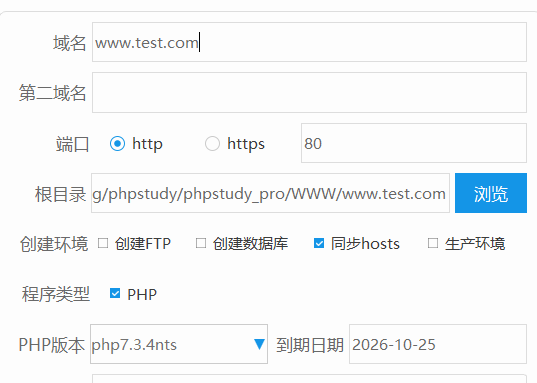 域名 www.test.com
第二域名
端口 http https 80
根目录 g/phpstudy/phpstudy_pro/WWW/www.test.com 浏览
创建环境 创建FTP 创建数据库 同步hosts 生产环境
程序类型 PHP
PHP版本 php7.3.4nts 到期日期 2026-10-25